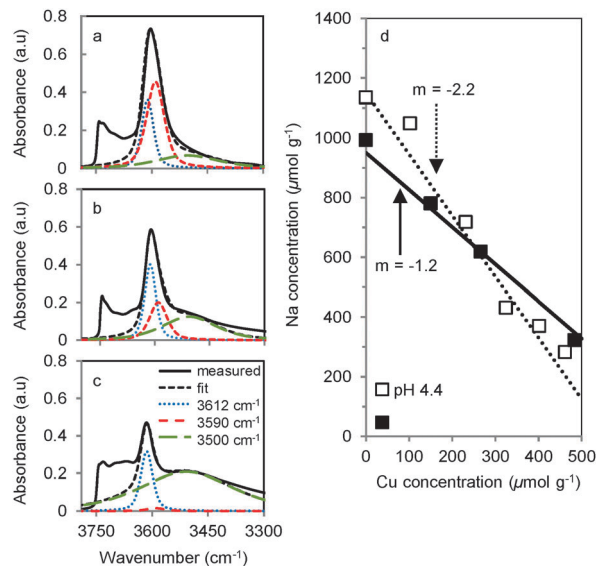 a
0.8
0.6
0.4
0.2
0
Absorbance (a.u)
b
0.8
0.6
0.4
0.2
0
Absorbance (a.u)
c
0.8
0.6
0.4
0.2
0
Absorbance (a.u)
measured
fit
3612 cm⁻¹
3590 cm⁻¹
3500 cm⁻¹
3750 3600 3450 3300
Wavenumber (cm⁻¹)
d
1400
1200
1000
800
600
400
200
0
Na concentration (µmol g⁻¹)
m = -2.2
m = -1.2
pH 4.4
0 100 200 300 400 500
Cu concentration (µmol g⁻¹)